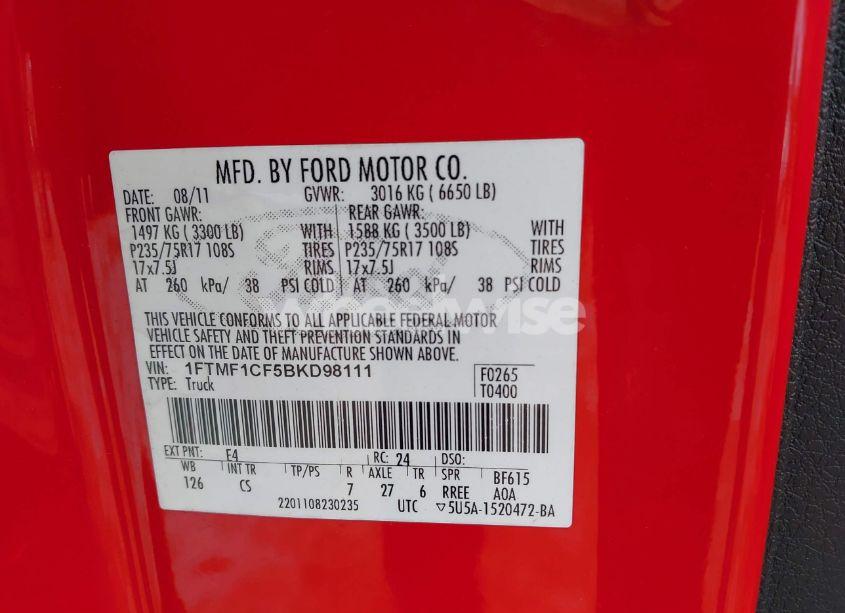 MFD. BY FORD MOTOR CO.
DATE: 08/11 GVWR: 3016 KG ( 6650 LB)
FRONT GAWR: REAR GAWR:
1497 KG ( 3300 LB) WITH 1588 KG ( 3500 LB) WITH
P235/75R17 108S TIRES P235/75R17 108S TIRES
17x7.5J RIMS 17x7.5J RIMS
AT 260 kPa/ 38 PSI COLD AT 260 kPa/ 38 PSI COLD
THIS VEHICLE CONFORMS TO ALL APPLICABLE FEDERAL MOTOR
VEHICLE SAFETY AND THEFT PREVENTION STANDARDS IN
EFFECT ON THE DATE OF MANUFACTURE SHOWN ABOVE.
VIN: 1FTMF1CF5BKD98111
TYPE: Truck
F0265
T0400
EXT PNT: E4 RC: 24 DSO:
WB INT TR TP/PS R AXLE TR SPR BF615
126 CS 7 27 6 RREE AOA
2201108230235 UTC ▽5U5A-1520472-BA